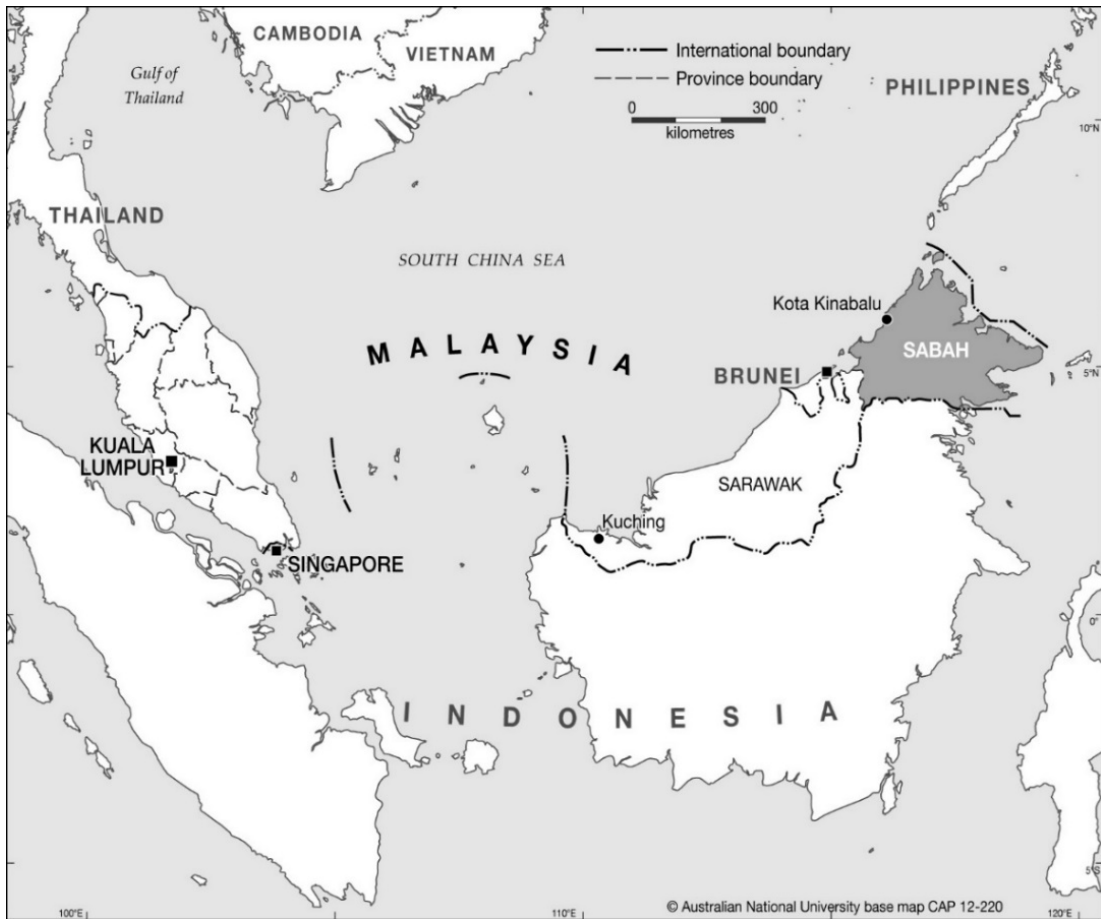 CAMBODIA
VIETNAM
Gulf of
Thailand
International boundary
Province boundary
0 300
kilometres
PHILIPPINES
10°N
THAILAND
SOUTH CHINA SEA
Kota Kinabalu
MALAYSIA
SABAH
BRUNEI
5°N
KUALA
LUMPUR
SARAWAK
Kuching
SINGAPORE
0°
INDONESIA
5°S
© Australian National University base map CAP 12-220
100°E
110°E
120°E